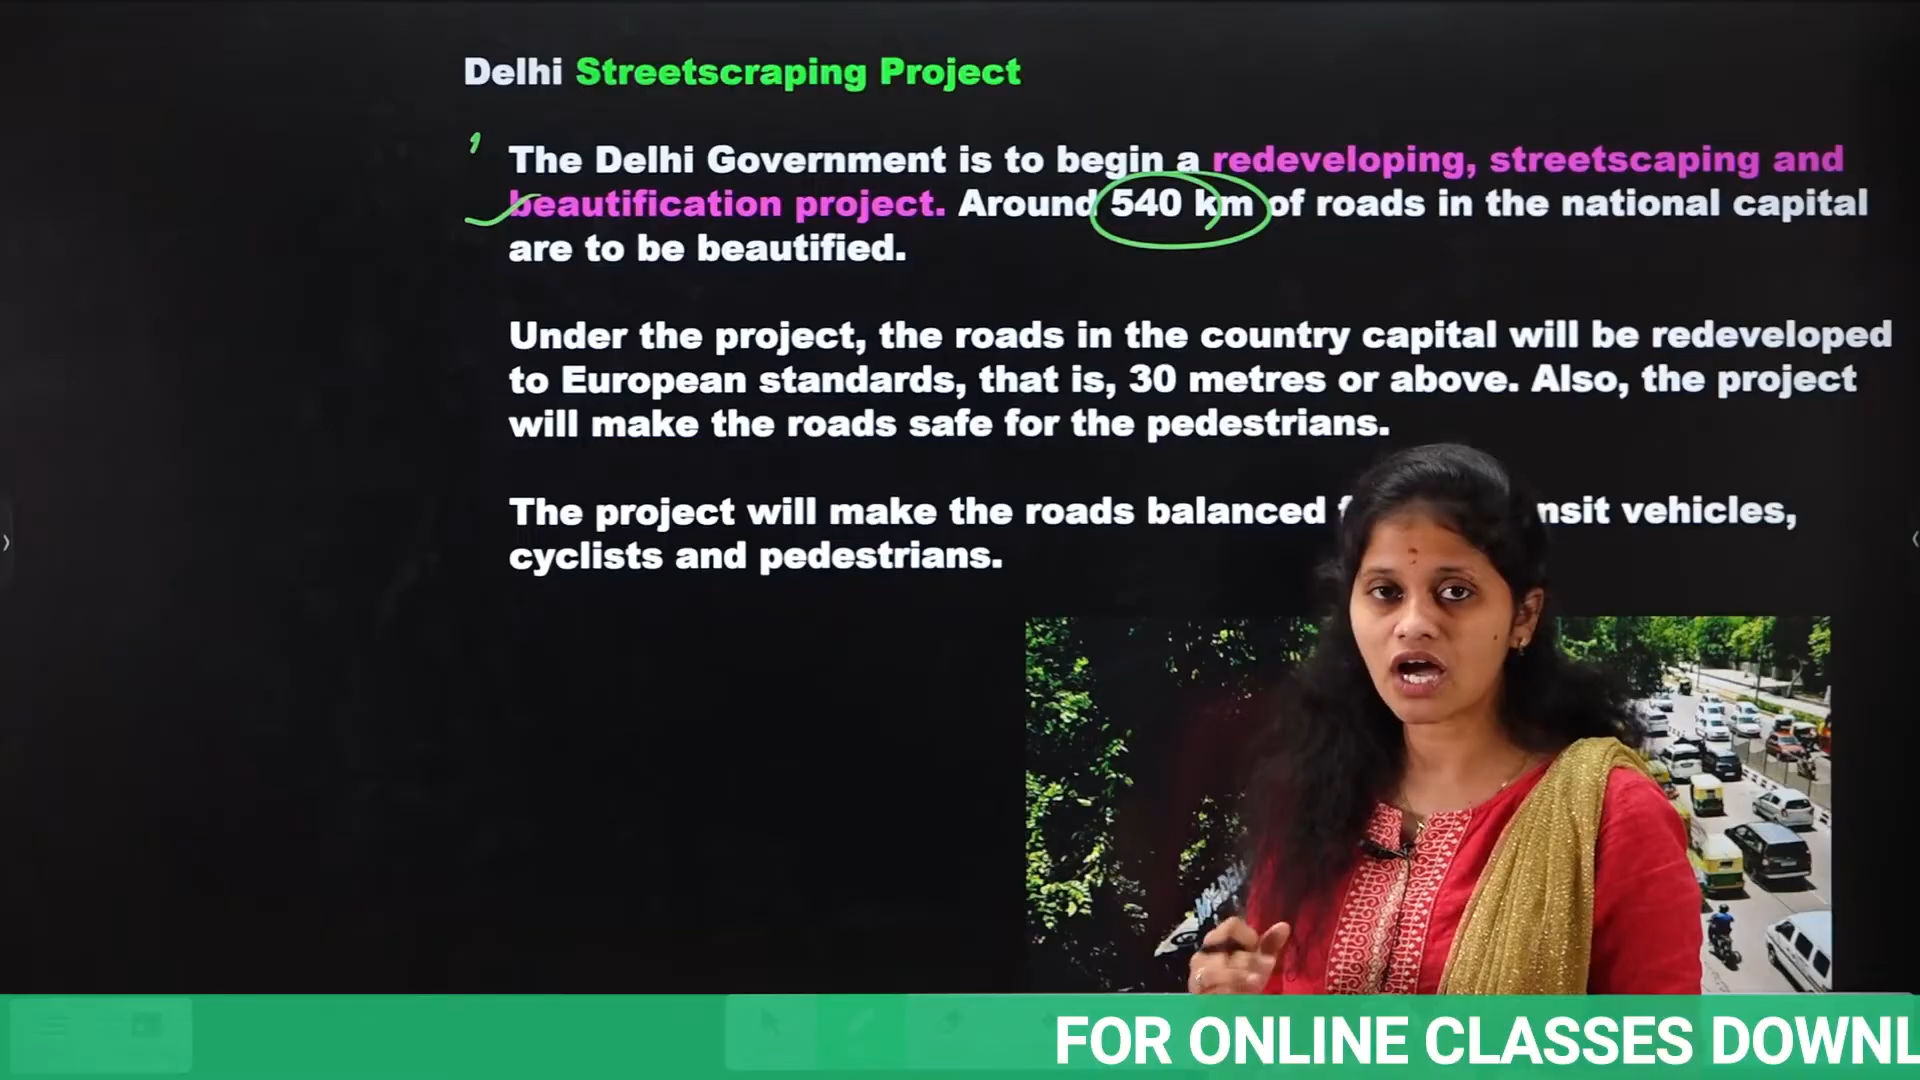 Delhi Streetscraping Project
The Delhi Government is to begin a redeveloping, streetscaping and
beautification project. Around 540 km of roads in the national capital
are to be beautified.
Under the project, the roads in the country capital will be redeveloped
to European standards, that is, 30 metres or above. Also, the project
will make the roads safe for the pedestrians.
The project will make the roads balanced nsit vehicles,
cyclists and pedestrians.
FOR ONLINE CLASSES DOWNL